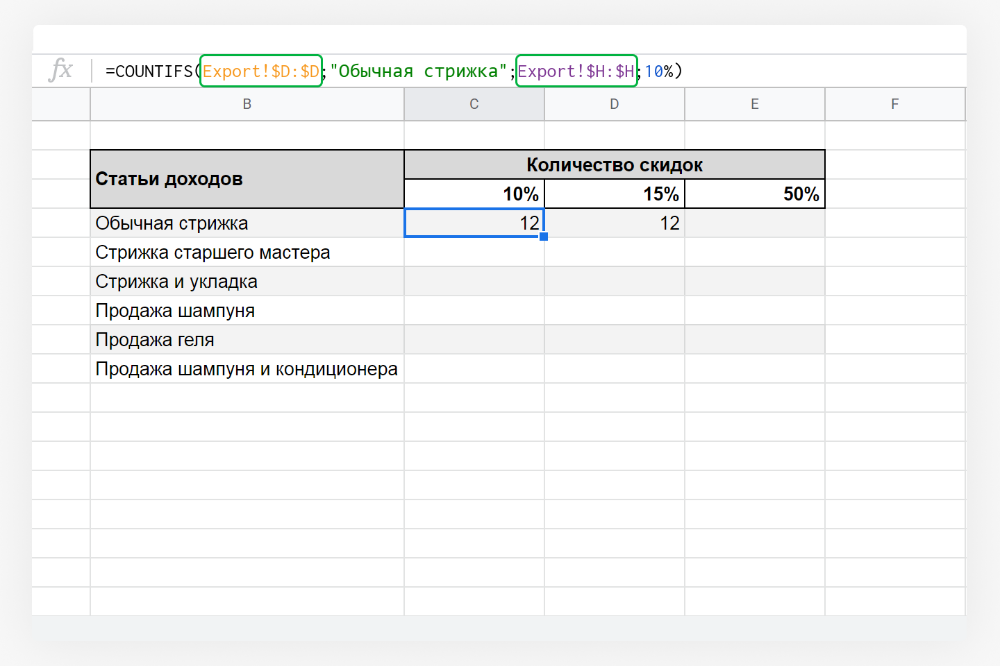 fx =COUNTIFS(Export!$D:$D;"Обычная стрижка";Export!$H:$H;10%)
B C D E F
Статьи доходов Количество скидок
10% 15% 50%
Обычная стрижка 12 12
Стрижка старшего мастера
Стрижка и укладка
Продажа шампуня
Продажа геля
Продажа шампуня и кондиционера